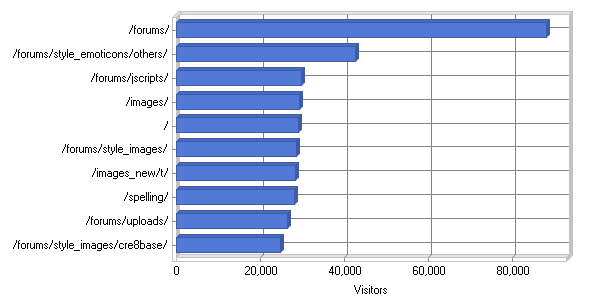 /forums/
/forums/style_emoticons/others/
/forums/jscripts/
/images/
/
/forums/style_images/
/images_new/t/
/spelling/
/forums/uploads/
/forums/style_images/cre8base/
0 20,000 40,000 60,000 80,000
Visitors